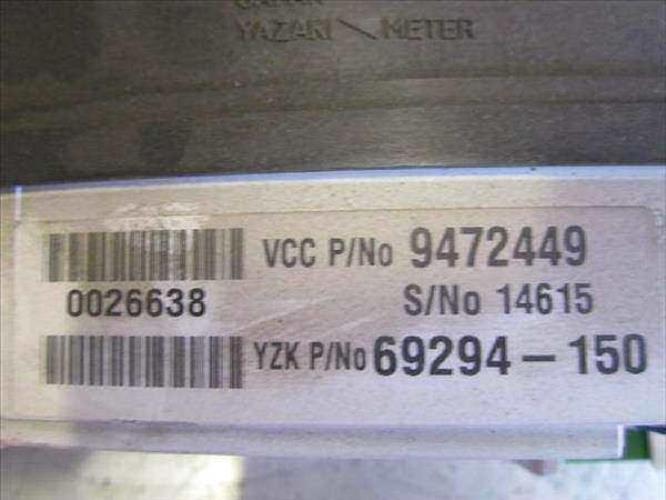 YAZAKI METER
VCC P/No 9472449
0026638 S/No 14615
YZK P/No 69294-150